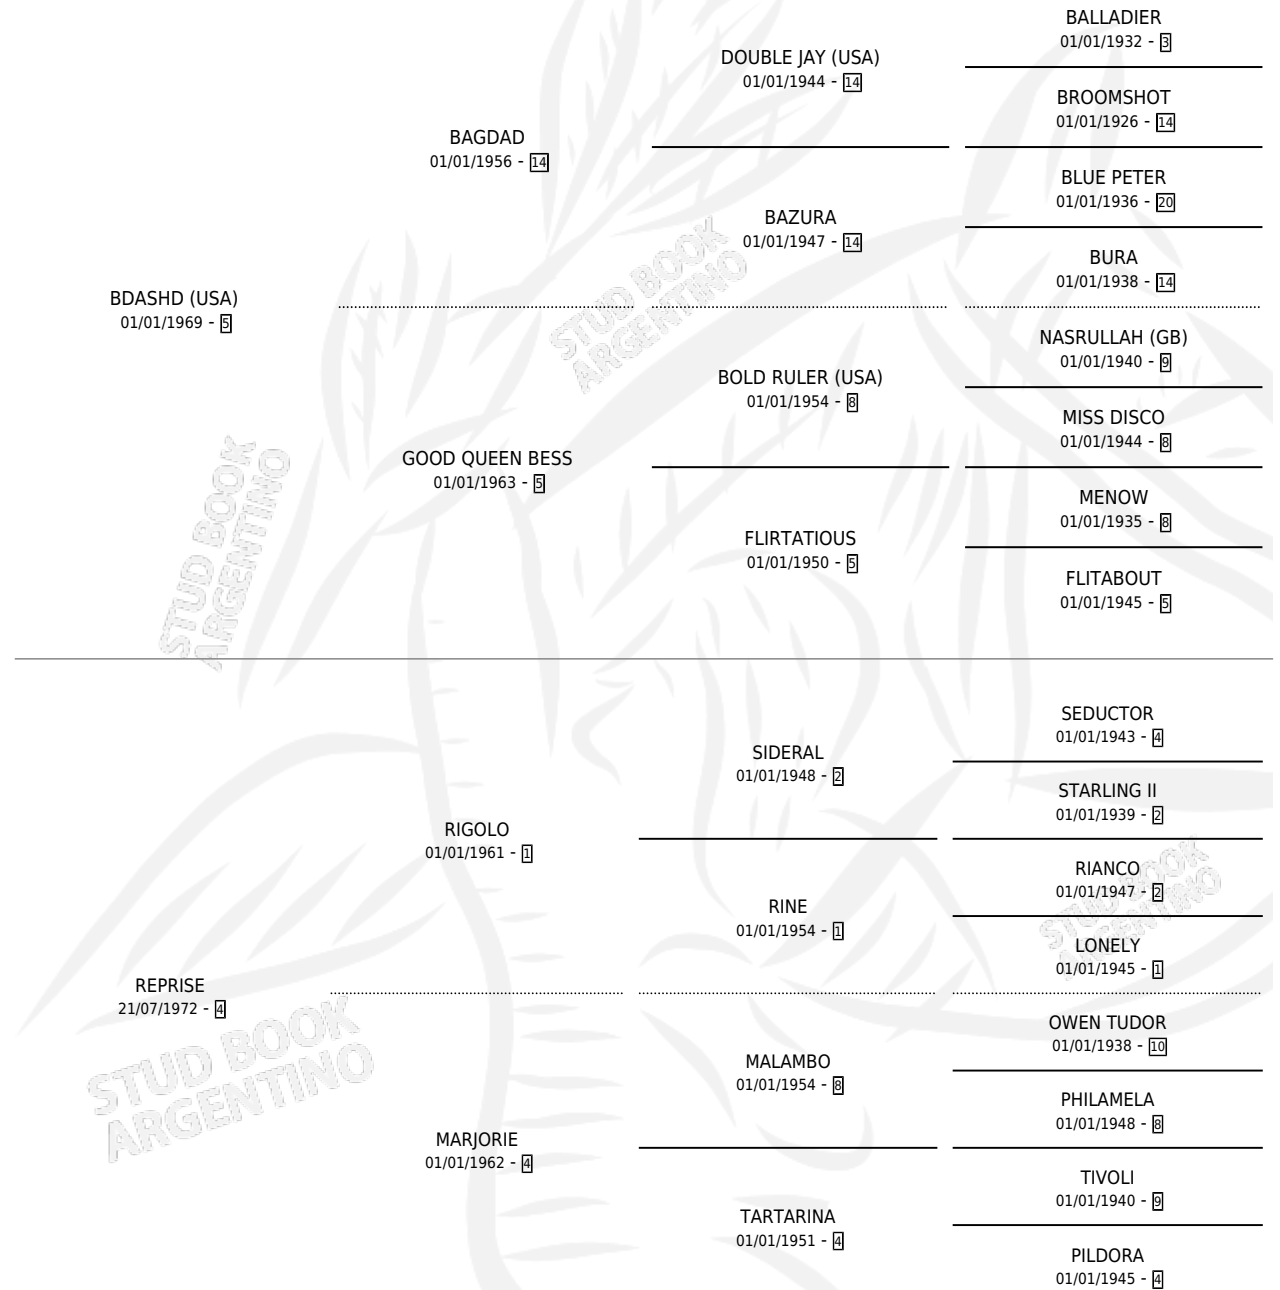 BALLADIER
01/01/1932 - 3
DOUBLE JAY (USA)
01/01/1944 - 14
BROOMSHOT
01/01/1926 - 14
BAGDAD
01/01/1956 - 14
BLUE PETER
01/01/1936 - 20
BAZURA
01/01/1947 - 14
BURA
01/01/1938 - 14
BDASHD (USA)
01/01/1969 - 5
STUD BOOK
ARGENTINO
NASRULLAH (GB)
01/01/1940 - 9
BOLD RULER (USA)
01/01/1954 - 8
MISS DISCO
01/01/1944 - 8
GOOD QUEEN BESS
01/01/1963 - 5
MENOW
01/01/1935 - 8
FLIRTATIOUS
01/01/1950 - 5
FLITABOUT
01/01/1945 - 5
STUD BOOK
ARGENTINO
SEDUCTOR
01/01/1943 - 4
SIDERAL
01/01/1948 - 2
STARLING II
01/01/1939 - 2
RIGOLO
01/01/1961 - 1
RIANCO
01/01/1947 - 2
RINE
01/01/1954 - 1
LONELY
01/01/1945 - 1
STUD BOOK
ARGENTINO
REPRISE
21/07/1972 - 4
OWEN TUDOR
01/01/1938 - 10
MALAMBO
01/01/1954 - 8
PHILAMELA
01/01/1948 - 8
STUD BOOK
ARGENTINO
MARJORIE
01/01/1962 - 4
TIVOLI
01/01/1940 - 9
TARTARINA
01/01/1951 - 4
PILDORA
01/01/1945 - 4